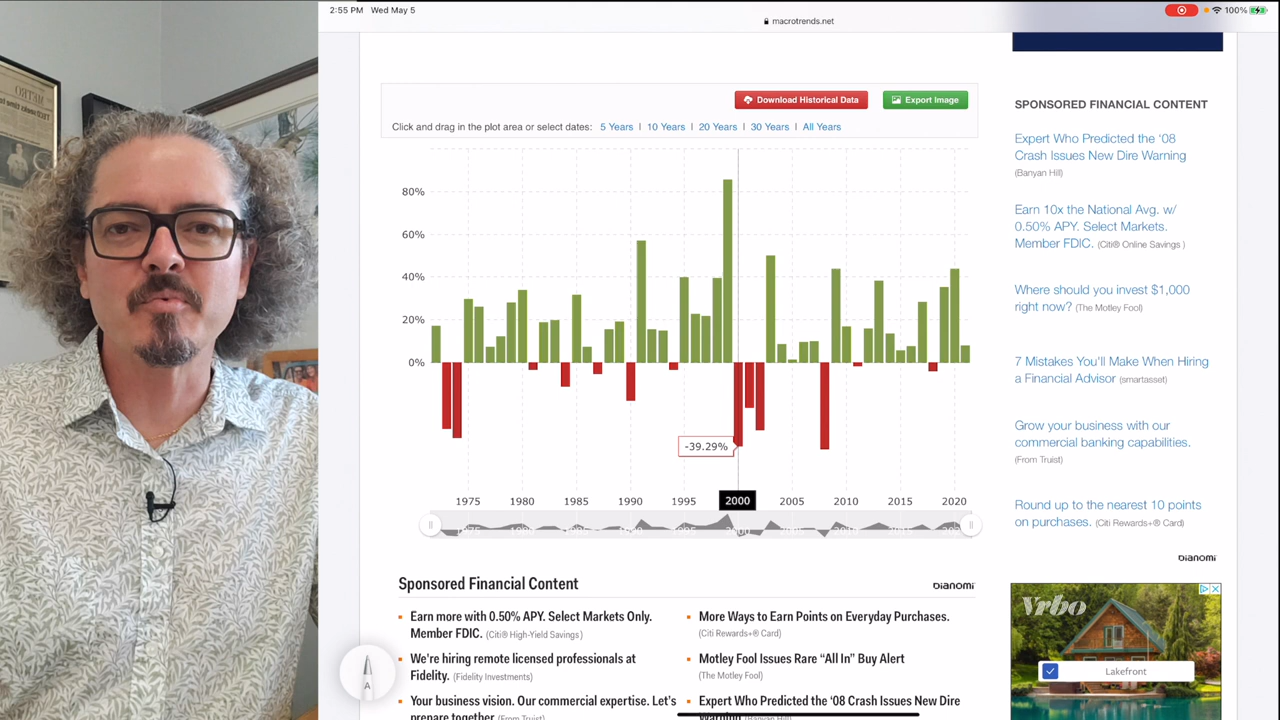 2:55 PM Wed May 5
100%
macrotrends.net
METRO
Download Historical Data
Export Image
Click and drag in the plot area or select dates: 5 Years | 10 Years | 20 Years | 30 Years | All Years
80%
60%
40%
20%
0%
-39.29%
1975 1980 1985 1990 1995 2000 2005 2010 2015 2020
Sponsored Financial Content
bianomi
Earn more with 0.50% APY. Select Markets Only.
Member FDIC. (Citi® High-Yield Savings)
We're hiring remote licensed professionals at
Fidelity. (Fidelity Investments)
Your business vision. Our commercial expertise. Let's
prepare together. (From Truist)
More Ways to Earn Points on Everyday Purchases.
(Citi Rewards+® Card)
Motley Fool Issues Rare “All In” Buy Alert
(The Motley Fool)
Expert Who Predicted the ‘08 Crash Issues New Dire
Warning (Banyan Hill)
A
SPONSORED FINANCIAL CONTENT
Expert Who Predicted the ‘08
Crash Issues New Dire Warning
(Banyan Hill)
Earn 10x the National Avg. w/
0.50% APY. Select Markets.
Member FDIC. (Citi® Online Savings )
Where should you invest $1,000
right now? (The Motley Fool)
7 Mistakes You'll Make When Hiring
a Financial Advisor (smartasset)
Grow your business with our
commercial banking capabilities.
(From Truist)
Round up to the nearest 10 points
on purchases. (Citi Rewards+® Card)
bianomi
Vrbo
Lakefront